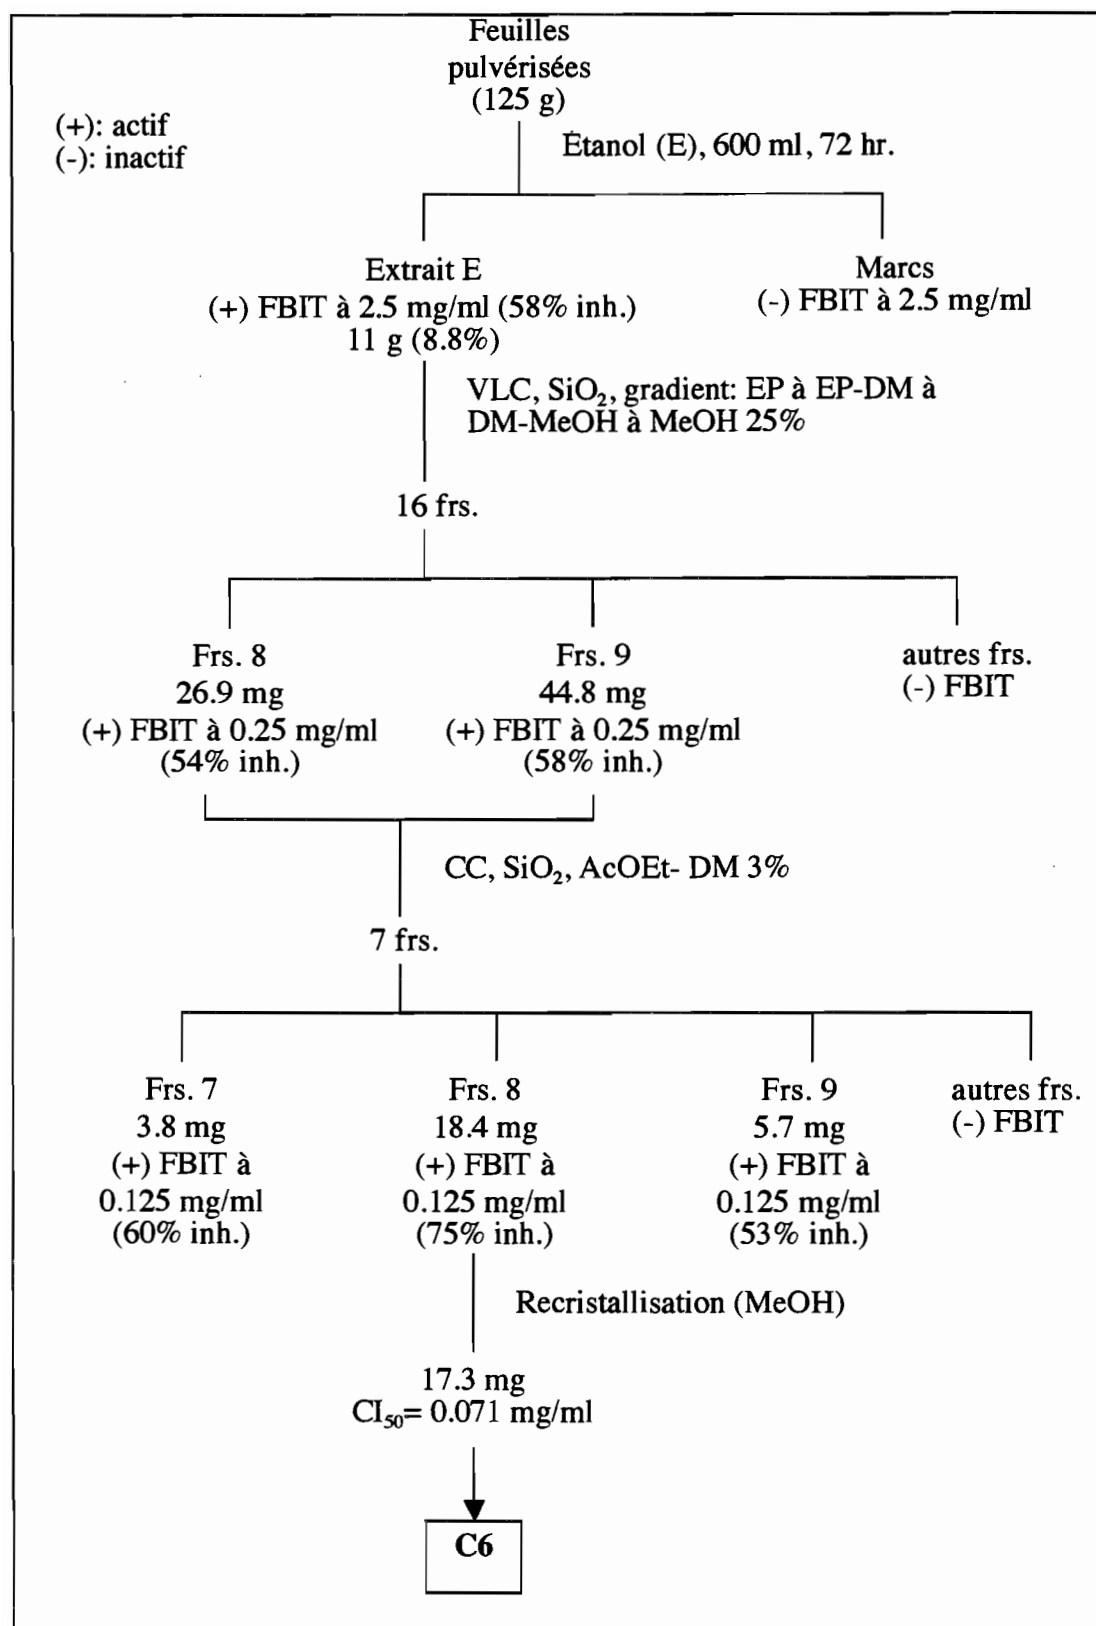 Feuilles
pulvérisées
(125 g)
(+): actif
(-): inactif
Étanol (E), 600 ml, 72 hr.
Extrait E
(+) FBIT à 2.5 mg/ml (58% inh.)
11 g (8.8%)
Marcs
(-) FBIT à 2.5 mg/ml
VLC, SiO₂, gradient: EP à EP-DM à
DM-MeOH à MeOH 25%
16 frs.
Frs. 8
26.9 mg
(+) FBIT à 0.25 mg/ml
(54% inh.)
Frs. 9
44.8 mg
(+) FBIT à 0.25 mg/ml
(58% inh.)
autres frs.
(-) FBIT
CC, SiO₂, AcOEt- DM 3%
7 frs.
Frs. 7
3.8 mg
(+) FBIT à
0.125 mg/ml
(60% inh.)
Frs. 8
18.4 mg
(+) FBIT à
0.125 mg/ml
(75% inh.)
Frs. 9
5.7 mg
(+) FBIT à
0.125 mg/ml
(53% inh.)
autres frs.
(-) FBIT
Recristallisation (MeOH)
17.3 mg
CI₅₀= 0.071 mg/ml
C6